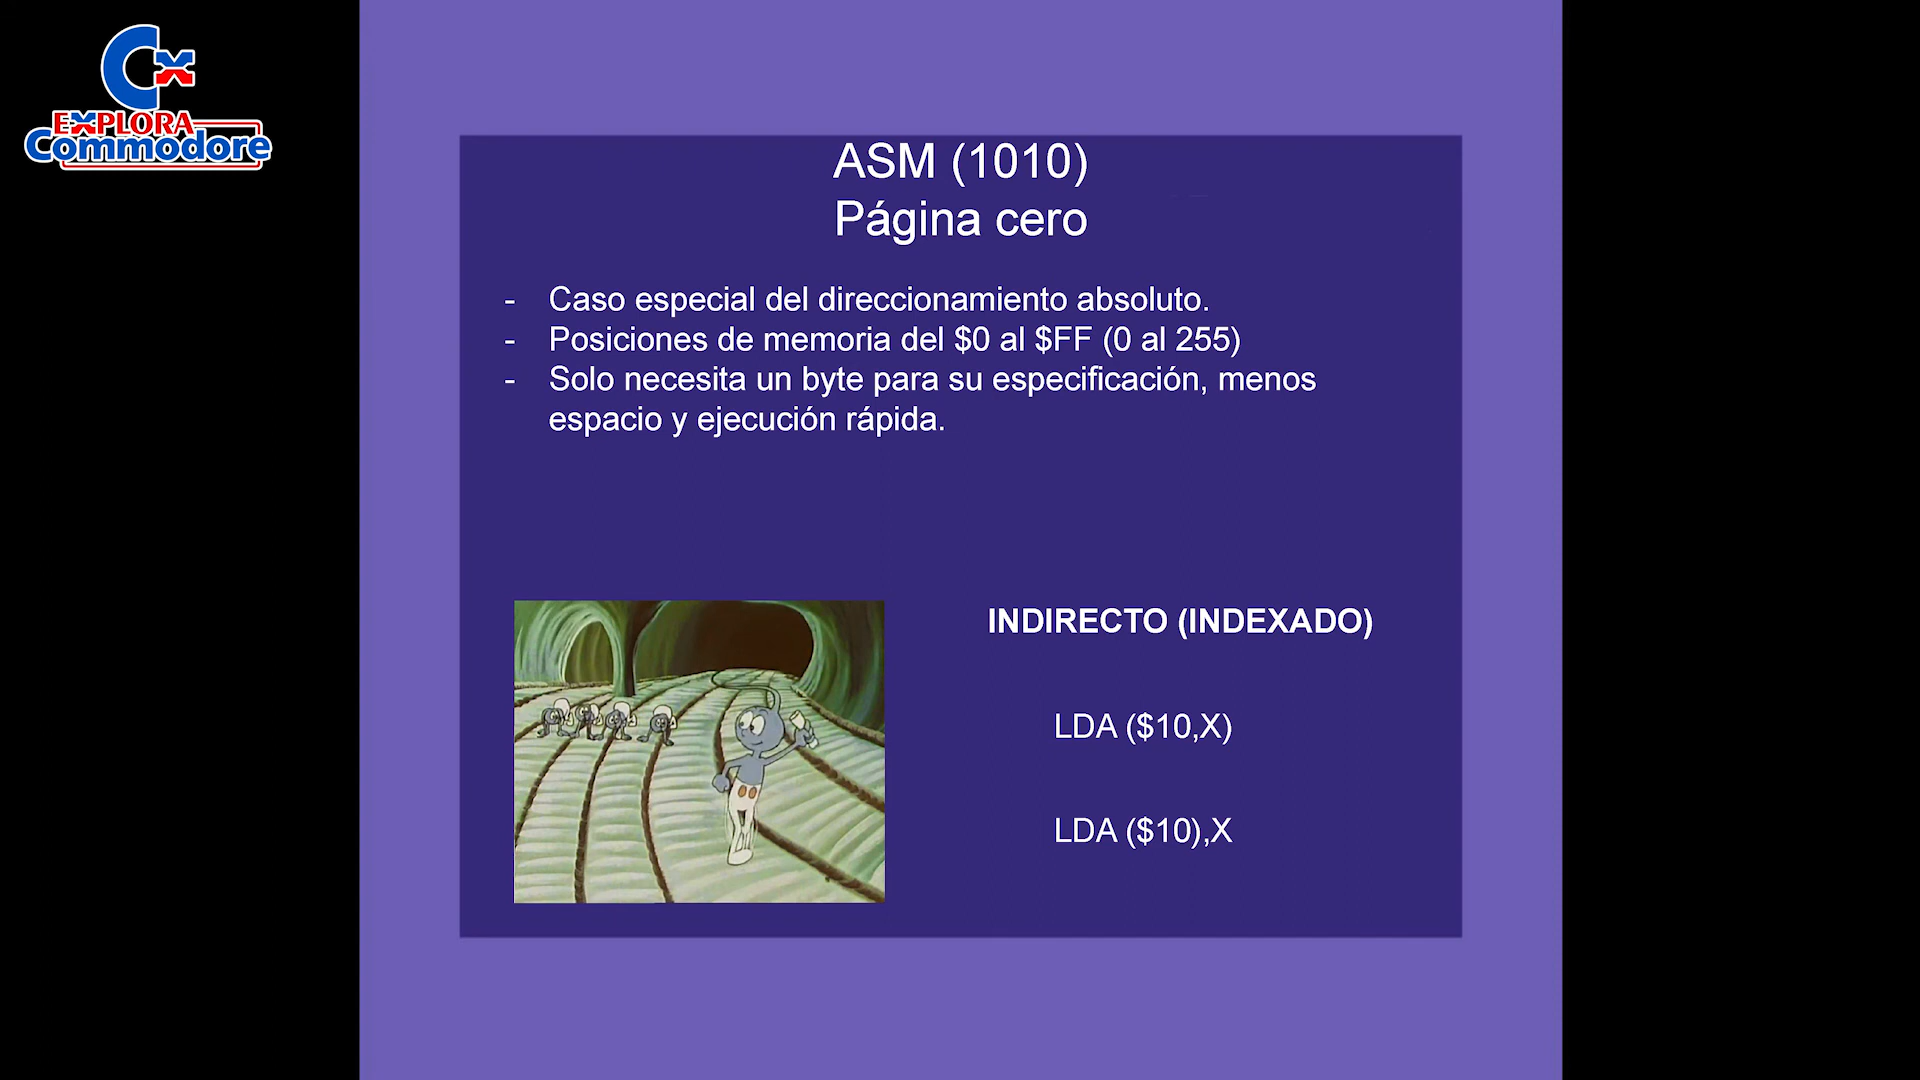 Cx
EXPLORA
Commodore
ASM (1010)
Página cero
- Caso especial del direccionamiento absoluto.
- Posiciones de memoria del $0 al $FF (0 al 255)
- Solo necesita un byte para su especificación, menos
espacio y ejecución rápida.
INDIRECTO (INDEXADO)
LDA ($10,X)
LDA ($10),X